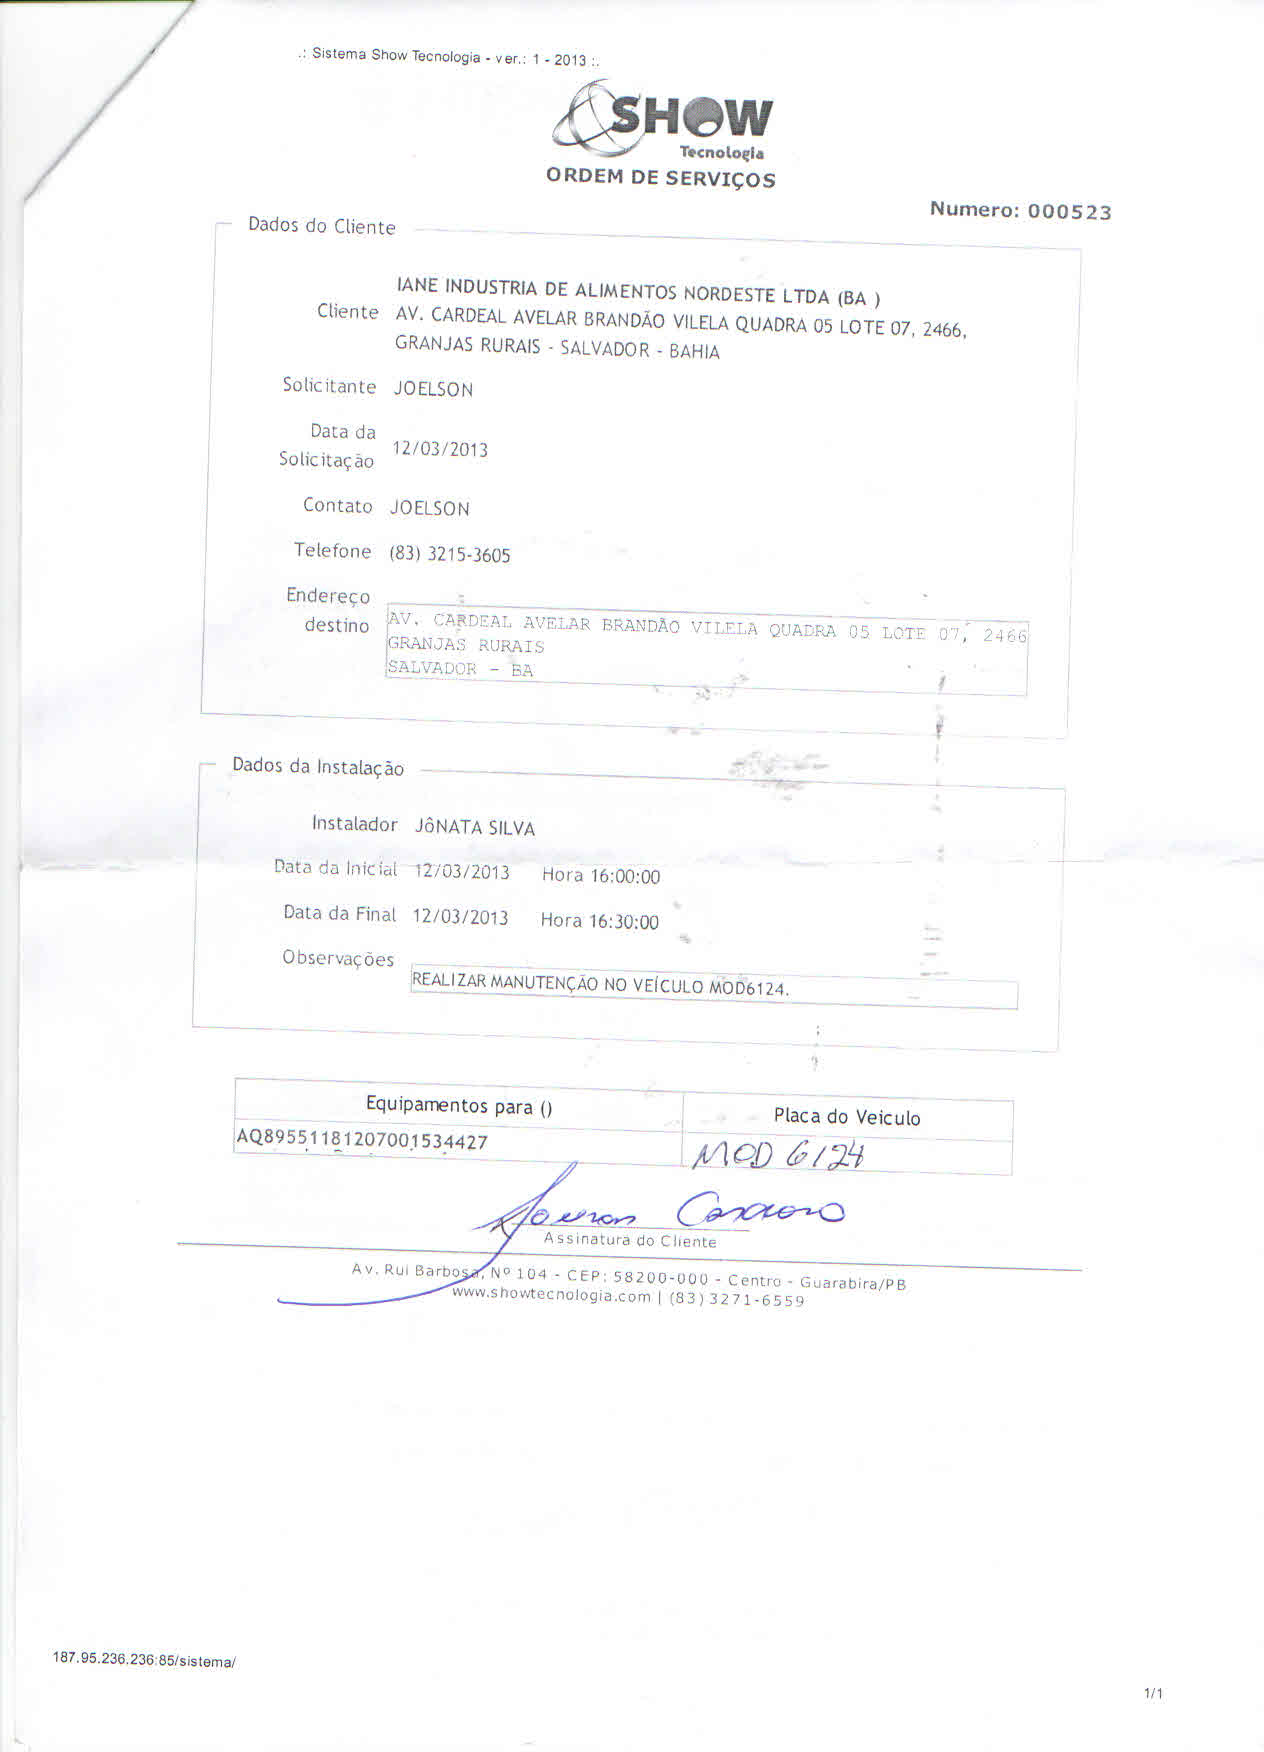 .: Sistema Show Tecnologia - ver.: 1 - 2013 :.
SHOW
Tecnologia
ORDEM DE SERVIÇOS
Numero: 000523
Dados do Cliente
Cliente IANE INDUSTRIA DE ALIMENTOS NORDESTE LTDA (BA )
AV. CARDEAL AVELAR BRANDÃO VILELA QUADRA 05 LOTE 07, 2466,
GRANJAS RURAIS - SALVADOR - BAHIA
Solicitante JOELSON
Data da
Solicitação 12/03/2013
Contato JOELSON
Telefone (83) 3215-3605
Endereço
destino AV. CARDEAL AVELAR BRANDÃO VILELA QUADRA 05 LOTE 07, 2466
GRANJAS RURAIS
SALVADOR - BA
Dados da Instalação
Instalador JôNATA SILVA
Data da Inicial 12/03/2013 Hora 16:00:00
Data da Final 12/03/2013 Hora 16:30:00
Observações
REALIZAR MANUTENÇÃO NO VEÍCULO MOD6124.
Equipamentos para () Placa do Veiculo
AQ89551181207001534427 MOD 6124
Assinatura do Cliente
Av. Rui Barbosa, Nº 104 - CEP: 58200-000 - Centro - Guarabira/PB
www.showtecnologia.com | (83) 3271-6559
187.95.236.236:85/sistema/
1/1